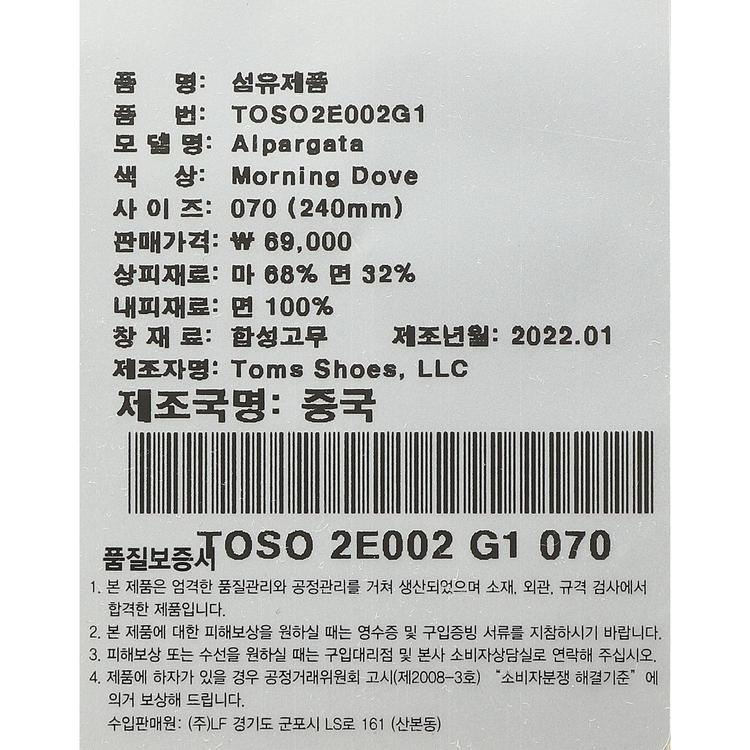 품 명: 섬유제품
품 번: TOSO2E002G1
모 델 명: Alpargata
색 상: Morning Dove
사 이 즈: 070 (240mm)
판매가격: ₩ 69,000
상피재료: 마 68% 면 32%
내피재료: 면 100%
창 재 료: 합성고무 제조년월: 2022.01
제조자명: Toms Shoes, LLC
제조국명: 중국
TOSO 2E002 G1 070
품질보증서
1. 본 제품은 엄격한 품질관리와 공정관리를 거쳐 생산되었으며 소재, 외관, 규격 검사에서
합격한 제품입니다.
2. 본 제품에 대한 피해보상을 원하실 때는 영수증 및 구입증빙 서류를 지참하시기 바랍니다.
3. 피해보상 또는 수선을 원하실 때는 구입대리점 및 본사 소비자상담실로 연락해 주십시오.
4. 제품에 하자가 있을 경우 공정거래위원회 고시(제2008-3호) “소비자분쟁 해결기준” 에
의거 보상해 드립니다.
수입판매원: (주)LF 경기도 군포시 LS로 161 (산본동)